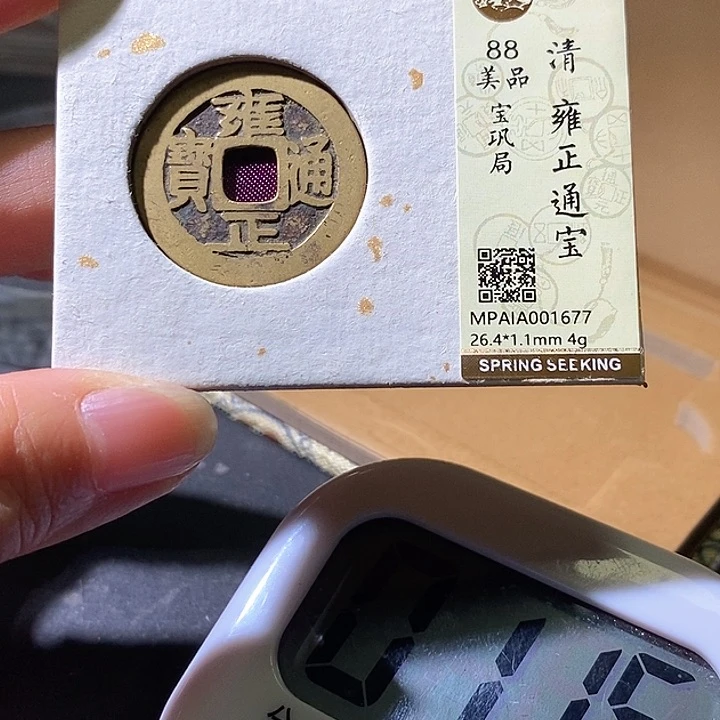 雍正通寶
清 雍正通宝
88
美品
宝巩局
MPAIA001677
26.4*1.1mm 4g
SPRING SEEKING